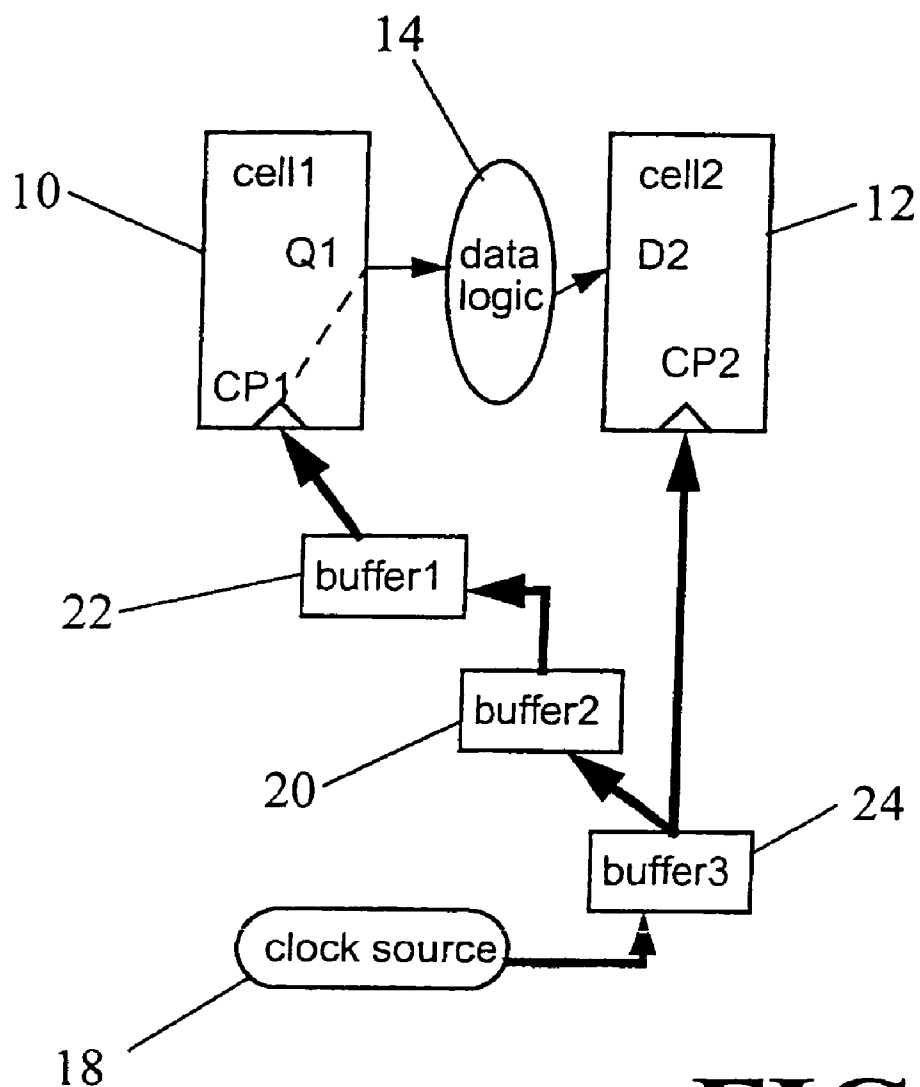 14
cell1
cell2
10
12
Q1
data
logic
D2
CP1
CP2
buffer1
22
buffer2
20
24
buffer3
clock source
18
FIG